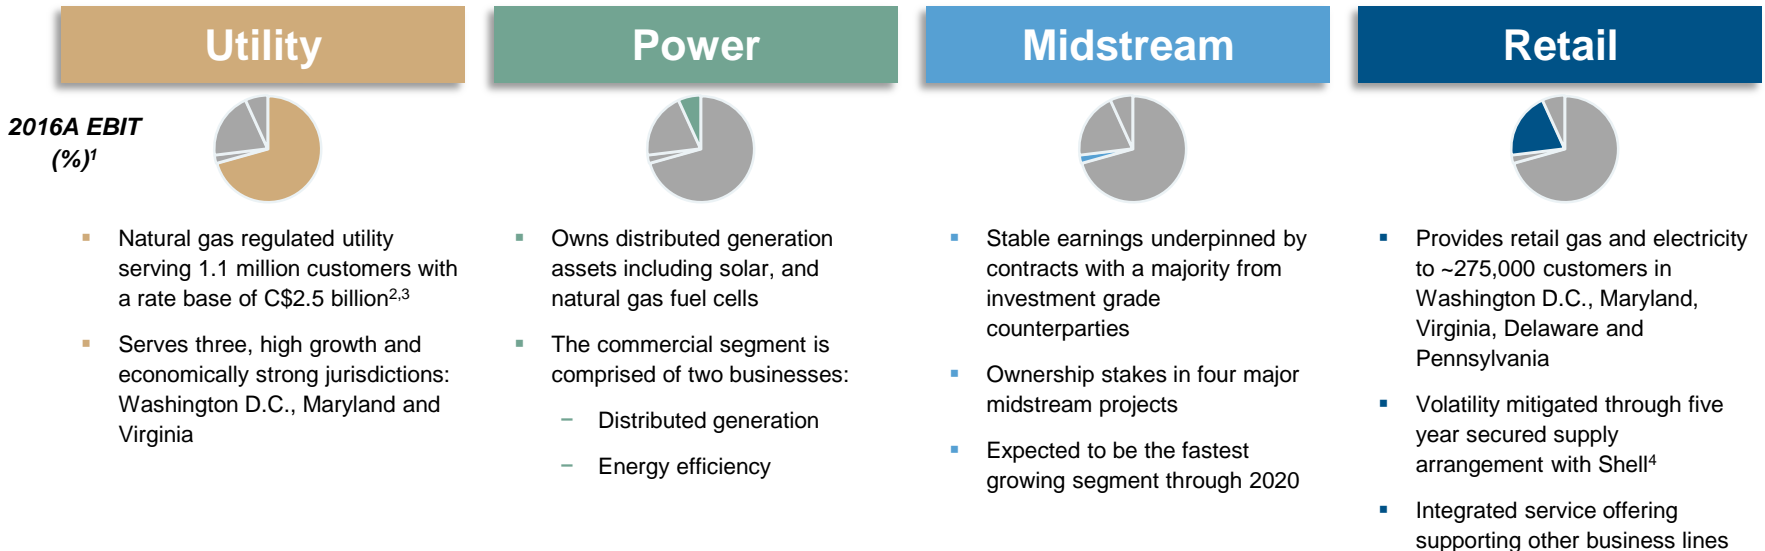 Utility
Power
Midstream
Retail
2016A EBIT
(%)1
▪ Natural gas regulated utility
serving 1.1 million customers with
a rate base of C$2.5 billion2,3
▪ Serves three, high growth and
economically strong jurisdictions:
Washington D.C., Maryland and
Virginia
▪ Owns distributed generation
assets including solar, and
natural gas fuel cells
▪ The commercial segment is
comprised of two businesses:
− Distributed generation
− Energy efficiency
▪ Stable earnings underpinned by
contracts with a majority from
investment grade
counterparties
▪ Ownership stakes in four major
midstream projects
▪ Expected to be the fastest
growing segment through 2020
▪ Provides retail gas and electricity
to ~275,000 customers in
Washington D.C., Maryland,
Virginia, Delaware and
Pennsylvania
▪ Volatility mitigated through five
year secured supply
arrangement with Shell4
▪ Integrated service offering
supporting other business lines